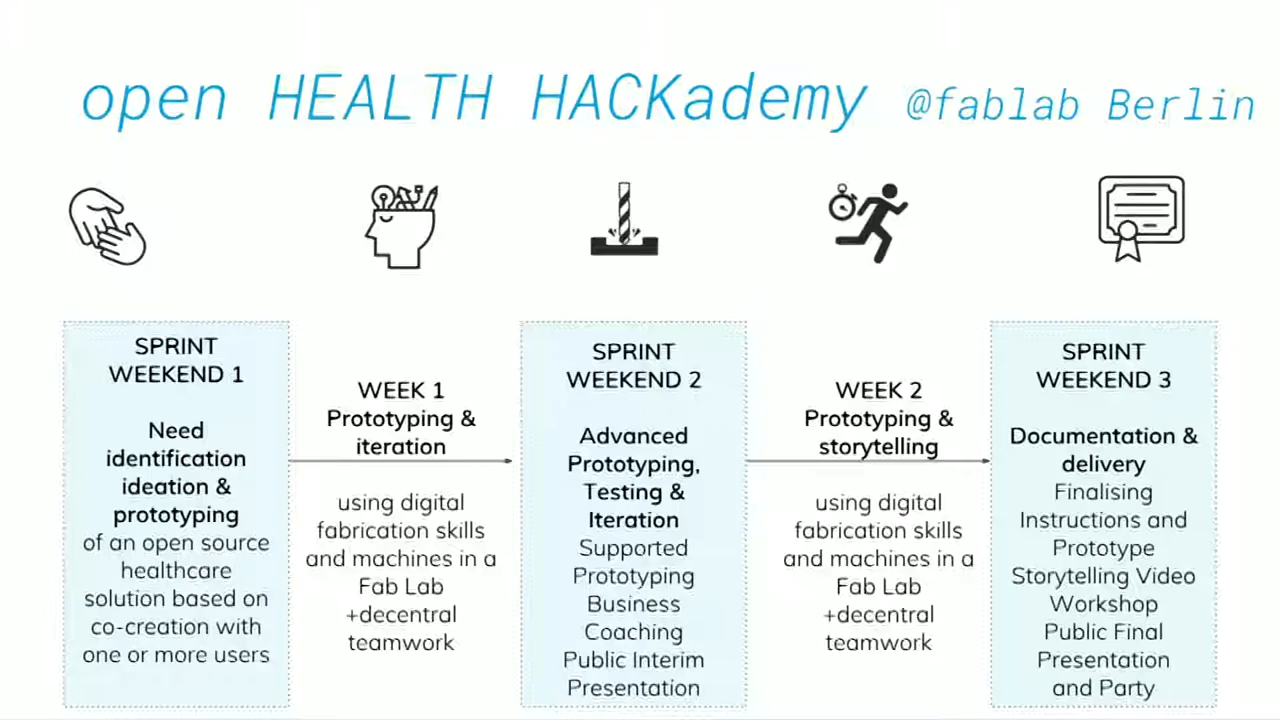 open HEALTH HACKademy @fablab Berlin
SPRINT
WEEKEND 1
Need
identification
ideation &
prototyping
of an open source
healthcare
solution based on
co-creation with
one or more users
WEEK 1
Prototyping &
iteration
using digital
fabrication skills
and machines in a
Fab Lab
+decentral
teamwork
SPRINT
WEEKEND 2
Advanced
Prototyping,
Testing &
Iteration
Supported
Prototyping
Business
Coaching
Public Interim
Presentation
WEEK 2
Prototyping &
storytelling
using digital
fabrication skills
and machines in a
Fab Lab
+decentral
teamwork
SPRINT
WEEKEND 3
Documentation &
delivery
Finalising
Instructions and
Prototype
Storytelling Video
Workshop
Public Final
Presentation
and Party